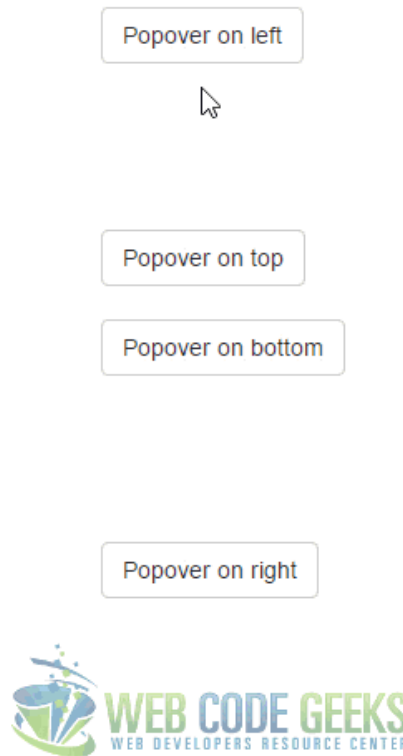 Popover on left
Popover on top
Popover on bottom
Popover on right
WEB CODE GEEKS
WEB DEVELOPERS RESOURCE CENTER